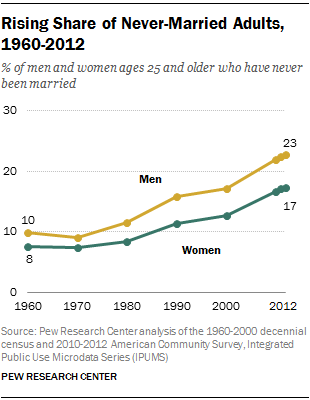 Rising Share of Never-Married Adults,
1960-2012
% of men and women ages 25 and older who have never
been married
30
23
20
Men
17
10
10
Women
8
0
1960 1970 1980 1990 2000 2012
Source: Pew Research Center analysis of the 1960-2000 decennial
census and 2010-2012 American Community Survey, Integrated
Public Use Microdata Series (IPUMS)
PEW RESEARCH CENTER